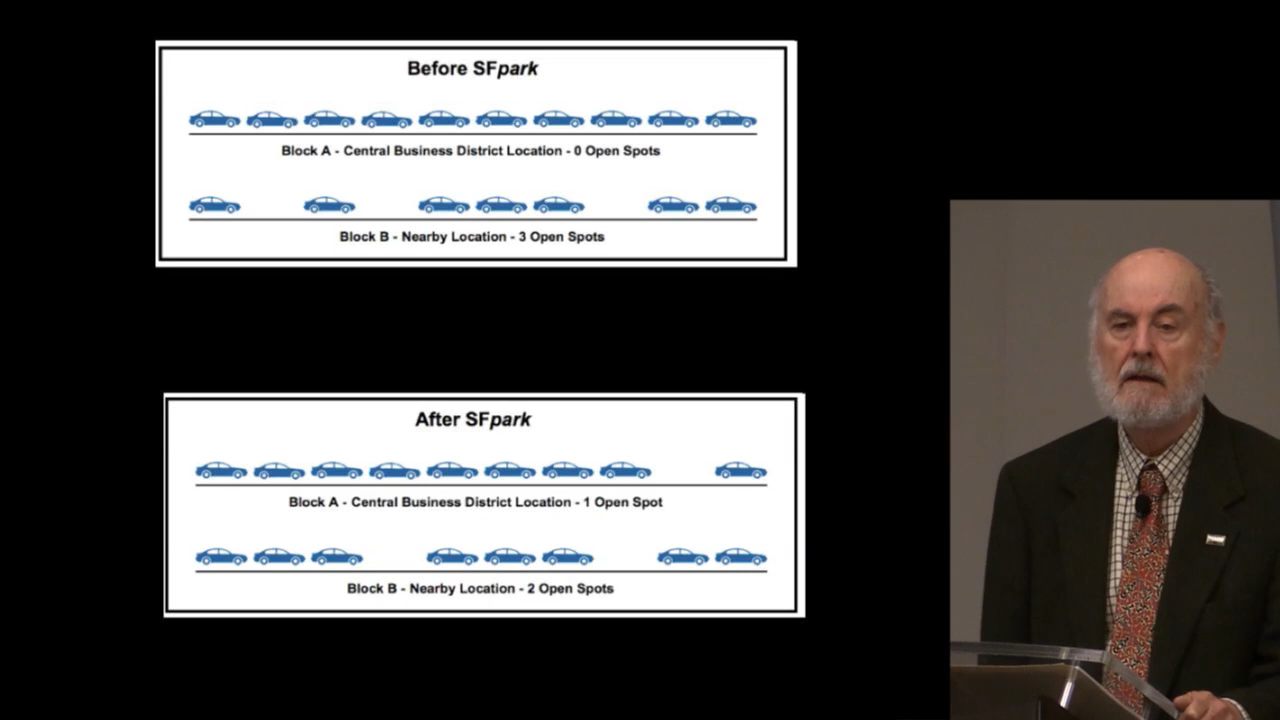 Before SFpark
Block A - Central Business District Location - 0 Open Spots
Block B - Nearby Location - 3 Open Spots
After SFpark
Block A - Central Business District Location - 1 Open Spot
Block B - Nearby Location - 2 Open Spots